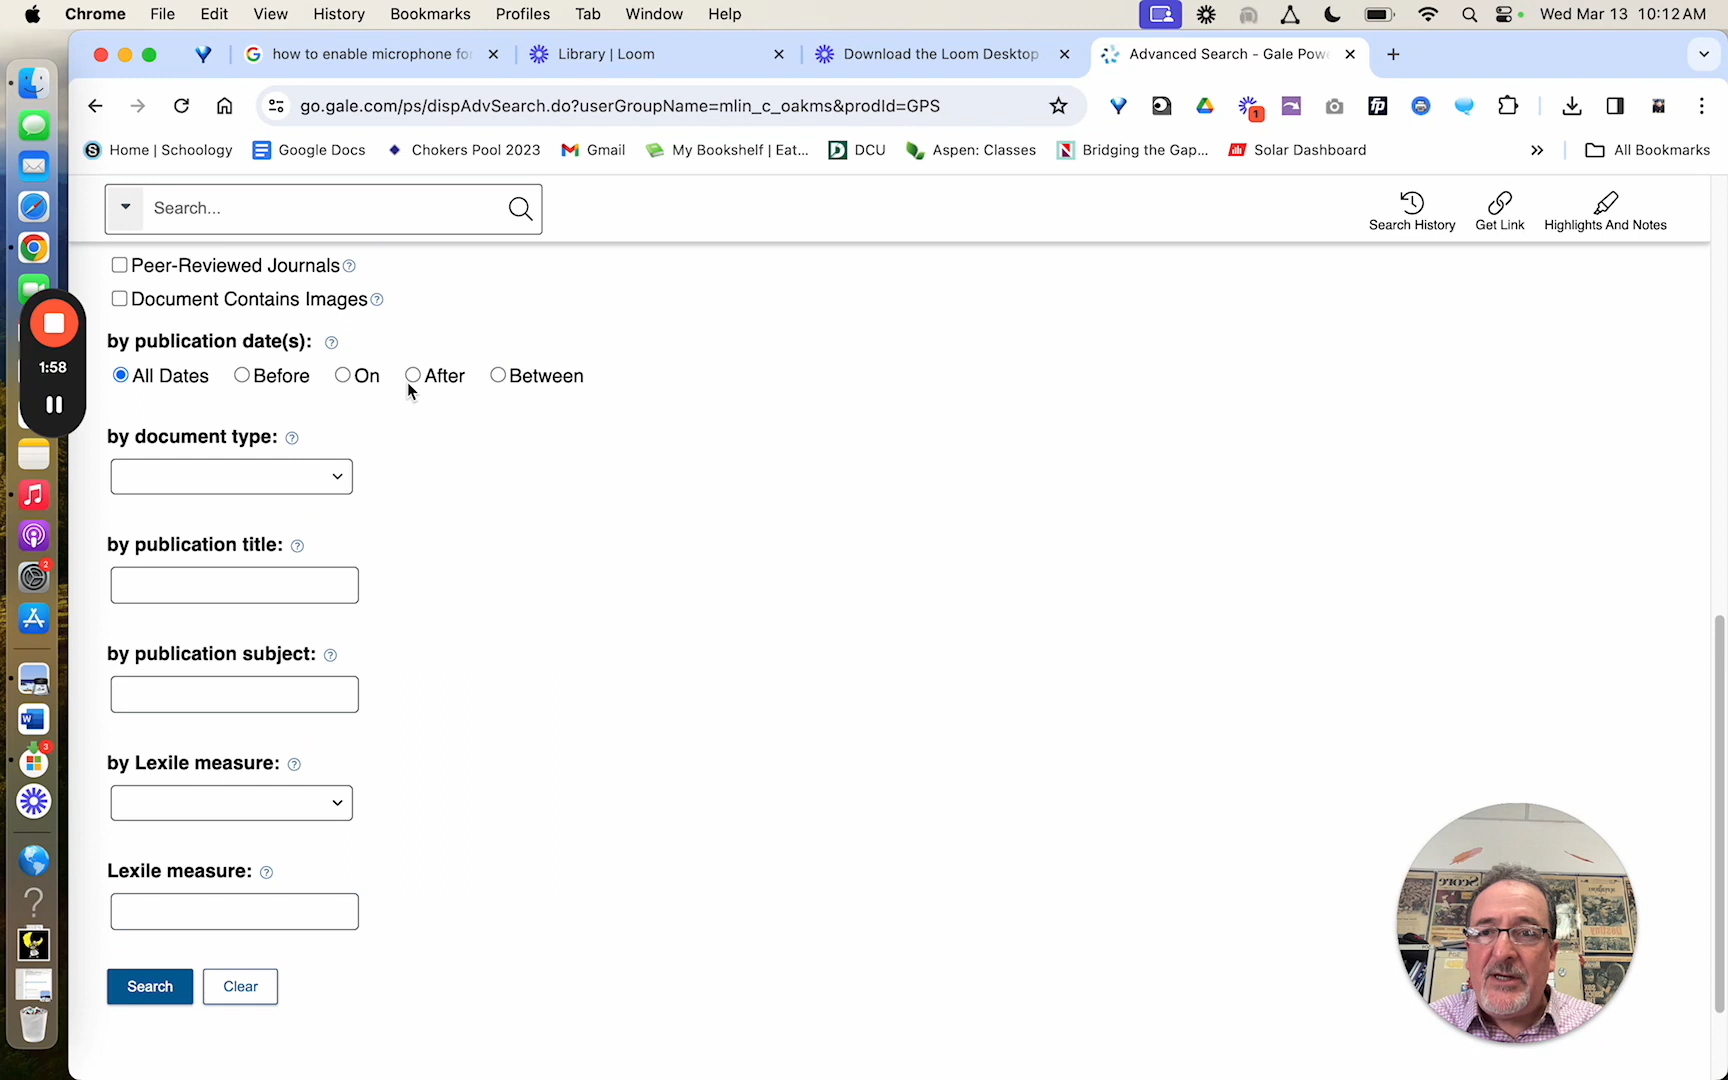 Chrome File Edit View History Bookmarks Profiles Tab Window Help Wed Mar 13 10:12 AM
how to enable microphone fo Library | Loom Download the Loom Desktop Advanced Search - Gale Powe
go.gale.com/ps/dispAdvSearch.do?userGroupName=mlin_c_oakms&prodId=GPS 1
Home | Schoology Google Docs Chokers Pool 2023 Gmail My Bookshelf | Eat... DCU Aspen: Classes Bridging the Gap... Solar Dashboard » All Bookmarks
Search...
Search History Get Link Highlights And Notes
Peer-Reviewed Journals ?
Document Contains Images ?
by publication date(s): ?
All Dates Before On After Between
1:58
by document type: ?
by publication title: ?
2
by publication subject: ?
W
3
by Lexile measure: ?
Lexile measure: ?
Search Clear